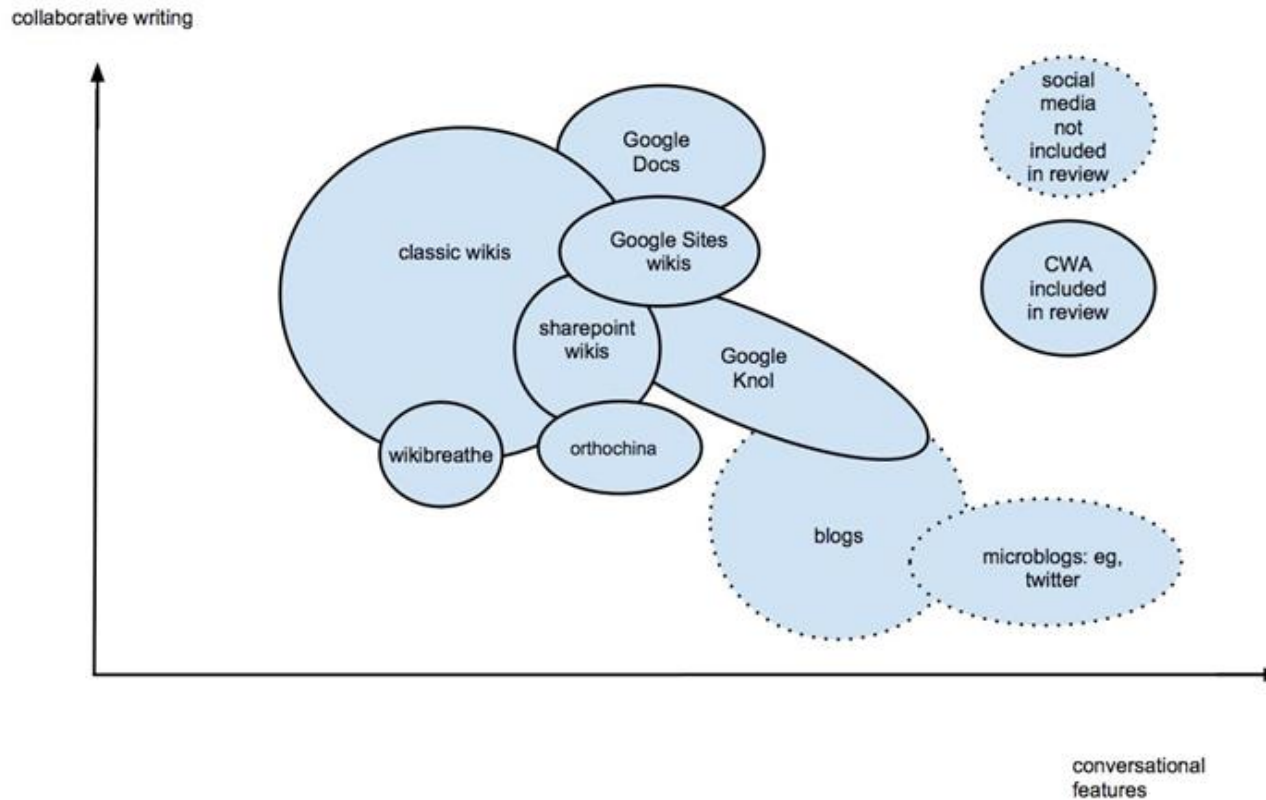 collaborative writing
social
media
not
included
in review
Google
Docs
classic wikis
Google Sites
wikis
CWA
included
in review
sharepoint
wikis
Google
Knol
wikibreathe
orthochina
blogs
microblogs: eg,
twitter
conversational
features